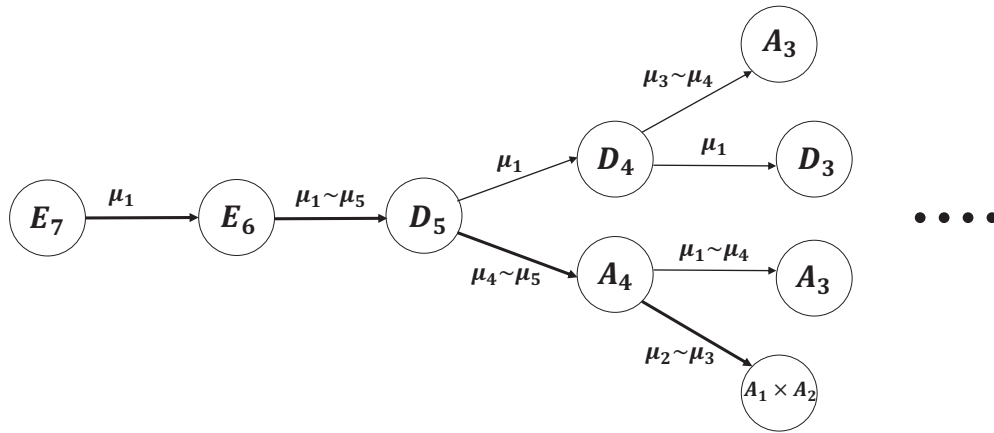 A₃
μ₃~μ₄
μ₁
D₄
μ₁
D₃
E₇
μ₁
E₆
μ₁~μ₅
D₅
μ₄~μ₅
A₄
μ₁~μ₄
A₃
μ₂~μ₃
A₁ × A₂